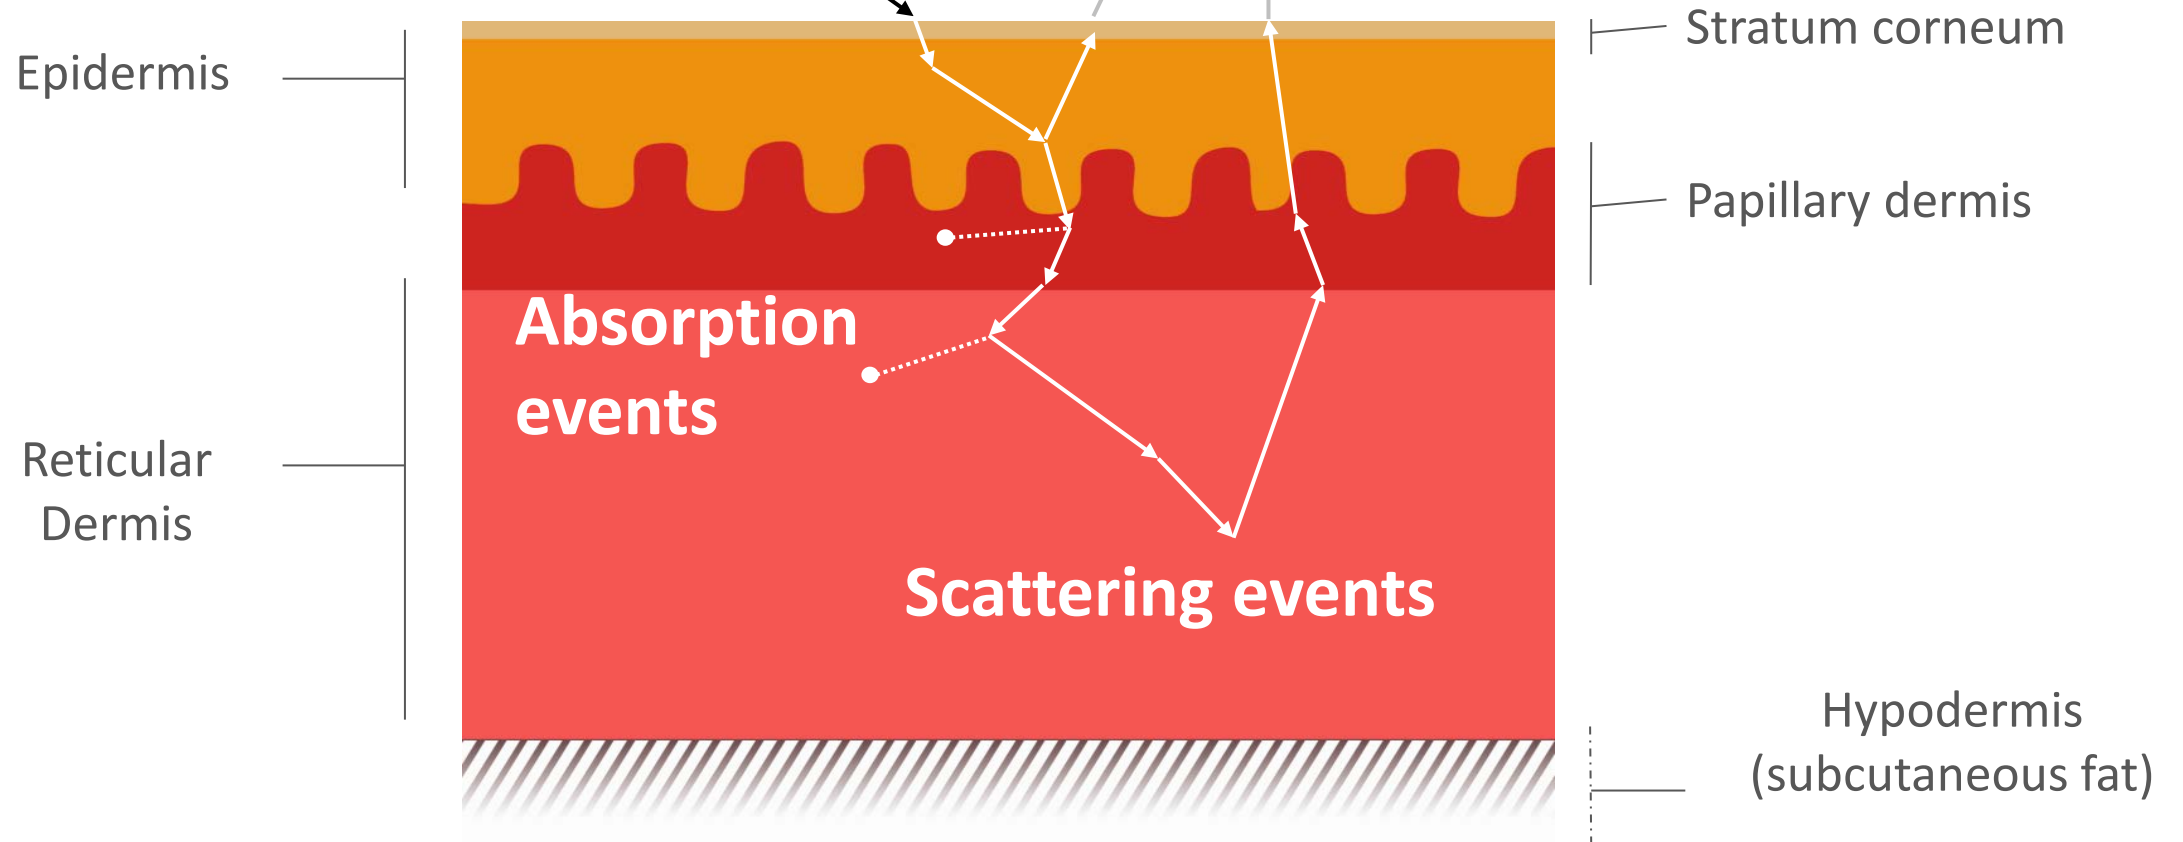 Stratum corneum
Epidermis
Papillary dermis
Absorption
events
Reticular
Dermis
Scattering events
Hypodermis
(subcutaneous fat)